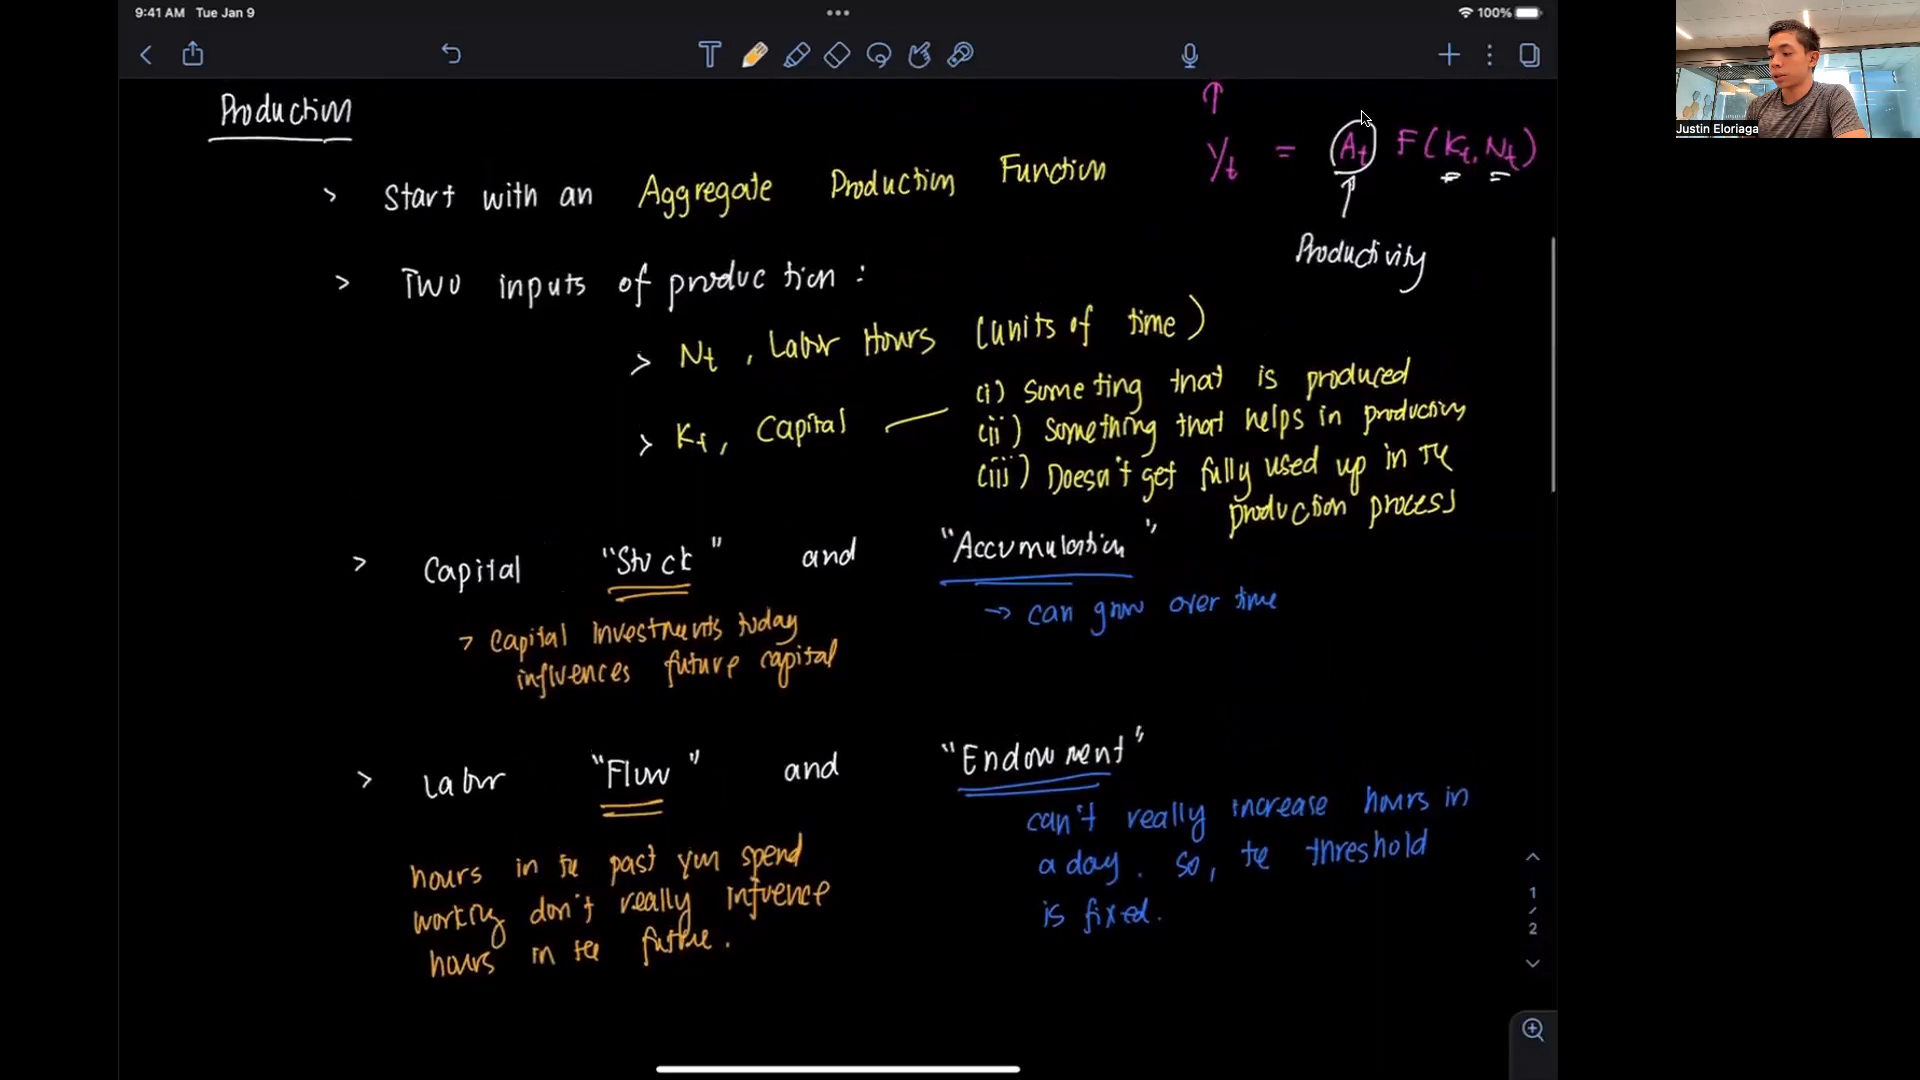 9:41 AM Tue Jan 9
100%
Production
> Start with an Aggregate Production Function
Yt = At F(Kt, Nt)
Productivity
> Two inputs of production:
> Nt, Labor Hours (units of time)
> Kt, Capital
(i) Someting that is produced
(ii) Something that helps in production
(iii) Doesn't get fully used up in the
production process
> Capital "Stock" and "Accumulation"
> Capital investments today
influences future capital
→ can grow over time
> Labor "Flow" and "Endowment"
hours in the past you spend
working don't really influence
hours in the future.
can't really increase hours in
a day. So, the threshold
is fixed.
1
/
2
Justin Eloriaga